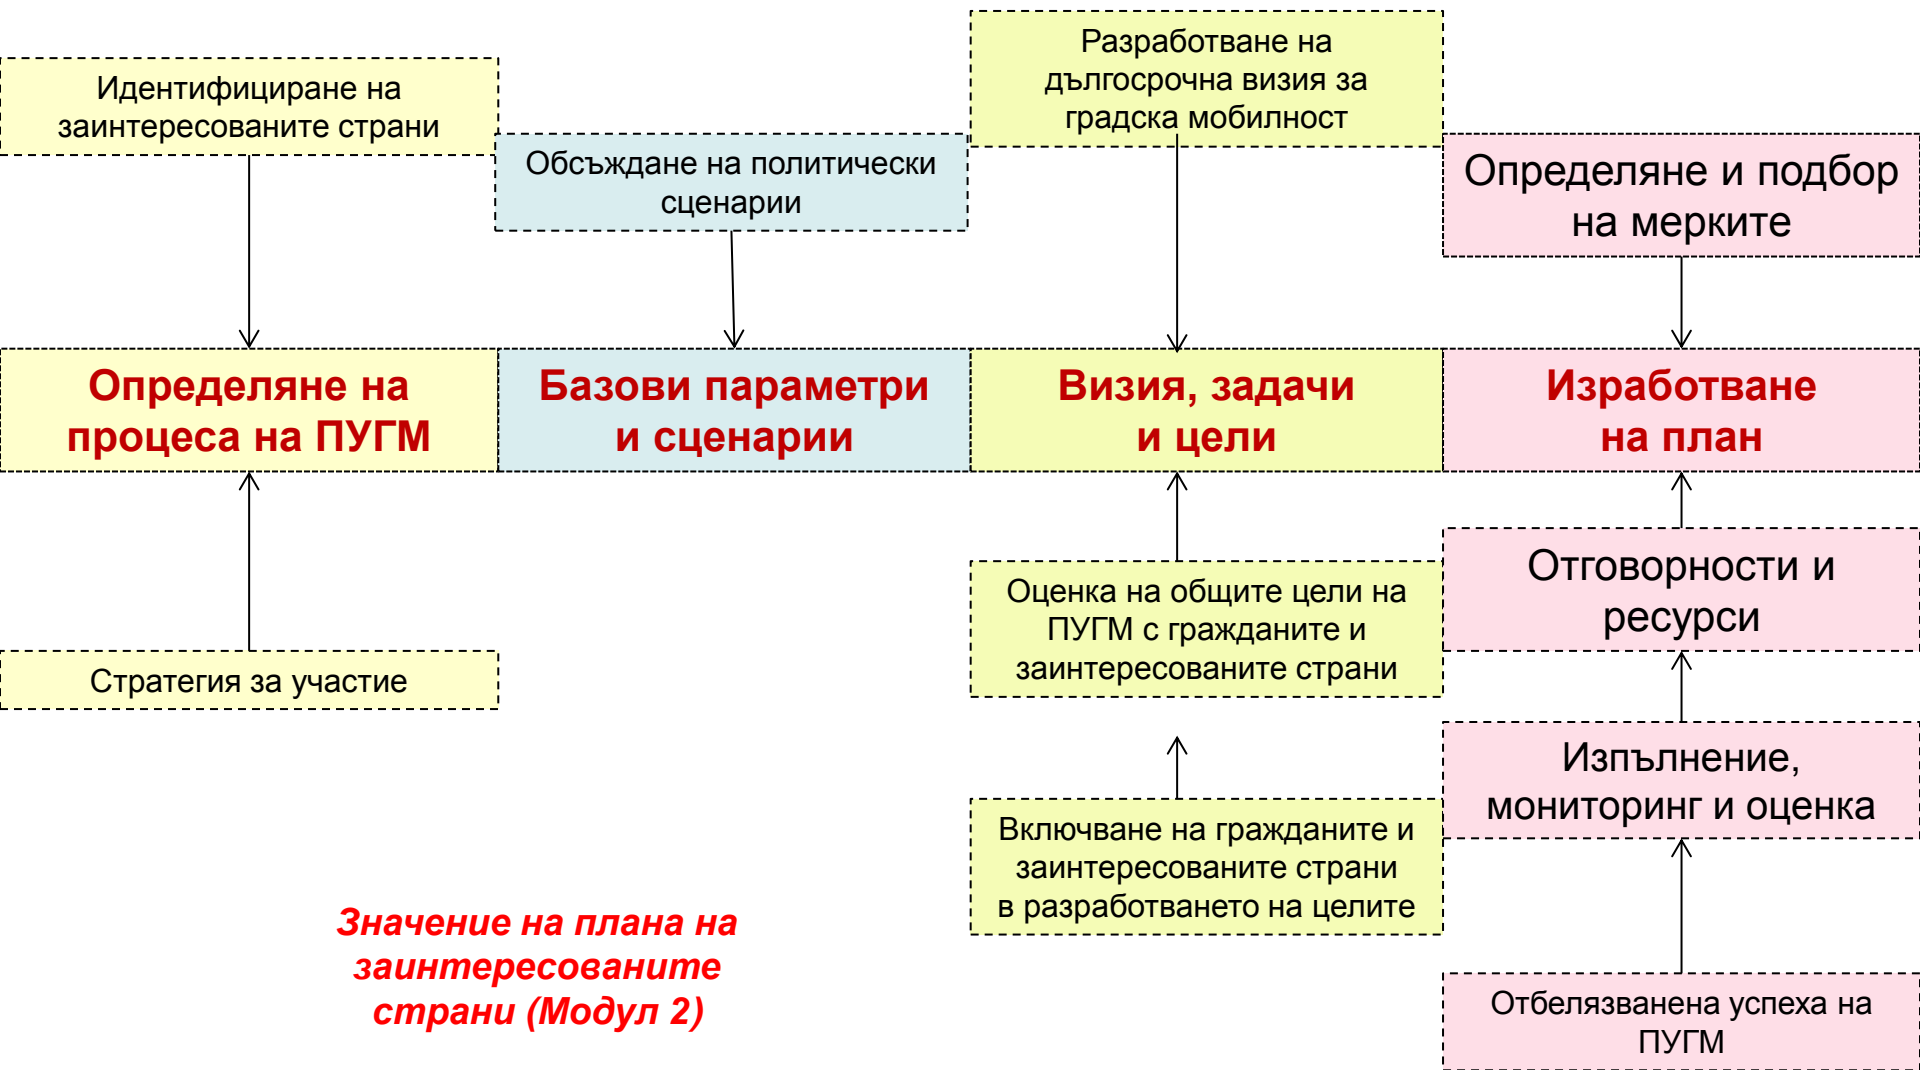 Идентифициране на
заинтересованите страни
Обсъждане на политически
сценарии
Разработване на
дългосрочна визия за
градска мобилност
Определяне и подбор
на мерките
Определяне на
процеса на ПУГМ
Базови параметри
и сценарии
Визия, задачи
и цели
Изработване
на план
Стратегия за участие
Оценка на общите цели на
ПУГМ с гражданите и
заинтересованите страни
Включване на гражданите и
заинтересованите страни
в разработването на целите
Отговорности и
ресурси
Изпълнение,
мониторинг и оценка
Отбелязванена успеха на
ПУГМ
Значение на плана на
заинтересованите
страни (Модул 2)